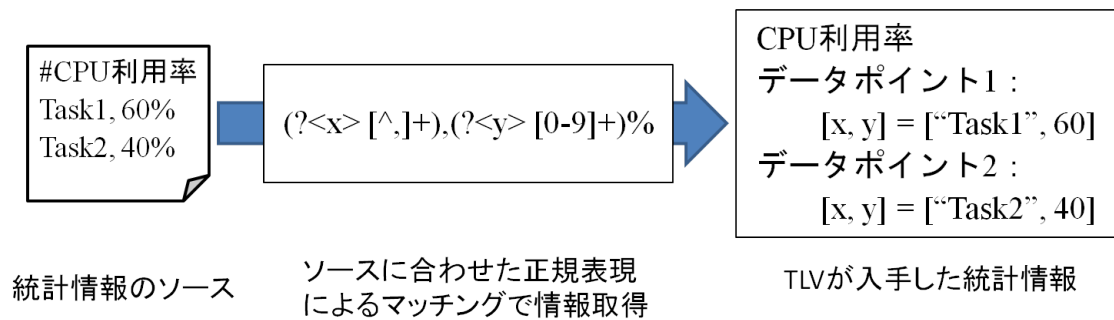 #CPU利用率
Task1, 60%
Task2, 40%
(?<x> [^,]+),(?<y> [0-9]+)%
CPU利用率
データポイント1：
[x, y] = [“Task1”, 60]
データポイント2：
[x, y] = [“Task2”, 40]
統計情報のソース
ソースに合わせた正規表現
によるマッチングで情報取得
TLVが入手した統計情報